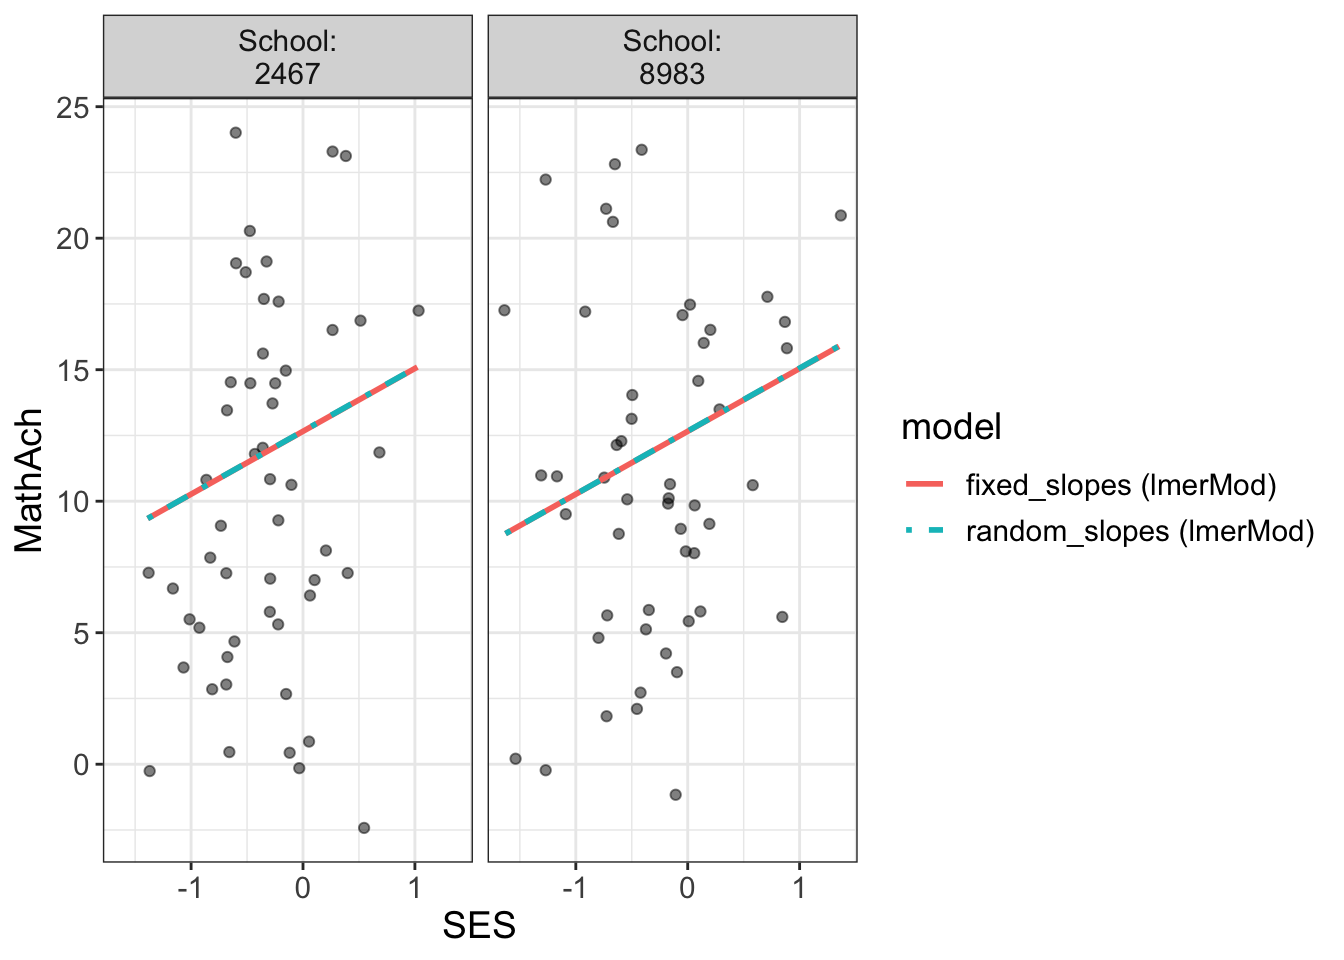 School:
2467
School:
8983
25
20
15
10
5
0
MathAch
-1
0
1
-1
0
1
SES
model
fixed_slopes (lmerMod)
random_slopes (lmerMod)